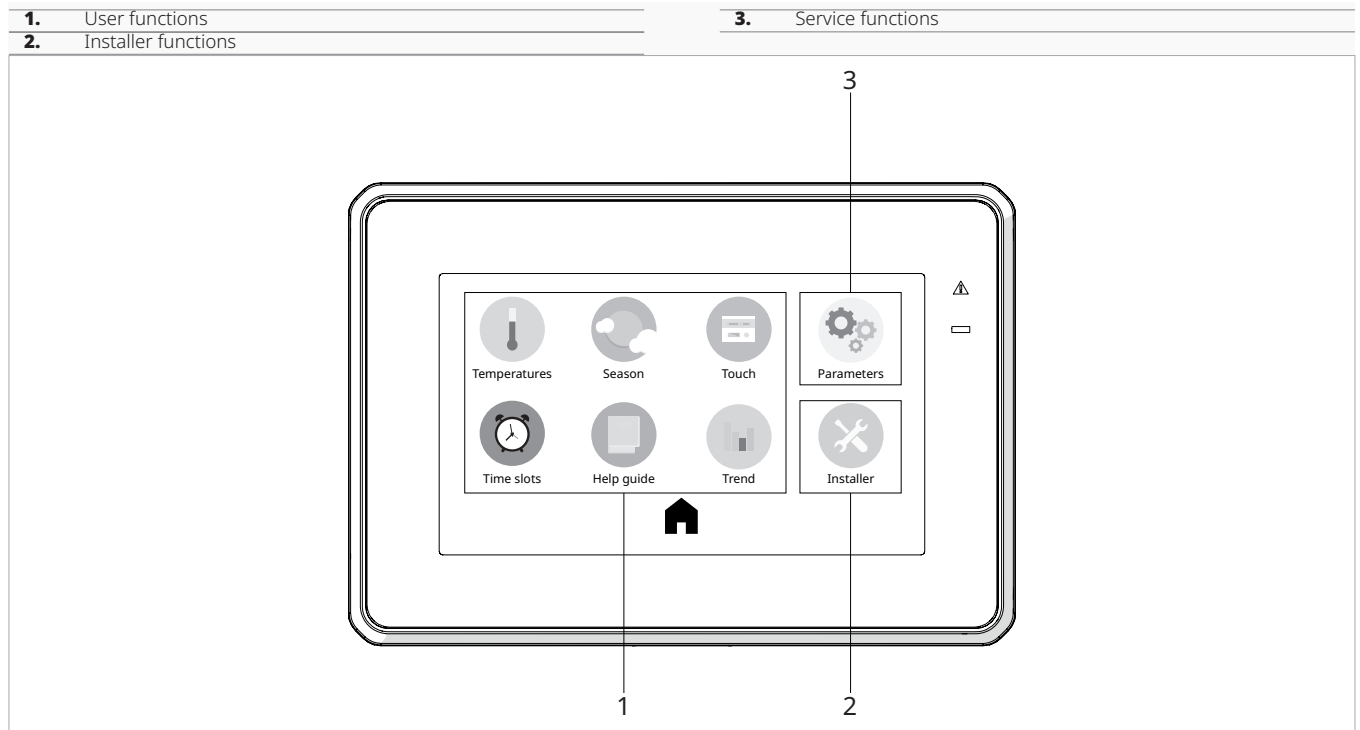 1. User functions
2. Installer functions
3. Service functions
3
Temperatures Season Touch Parameters
Time slots Help guide Trend Installer
1 2